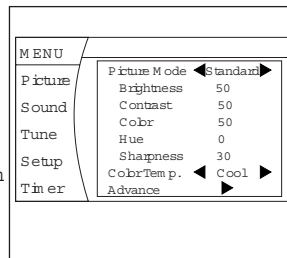 MENU
Picture
Sound
Tune
Setup
Timer
Picture Mode ◀Standard▶
Brightness 50
Contrast 50
Color 50
Hue 0
Sharpness 30
ColorTemp. ◀ Cool ▶
Advance ▶